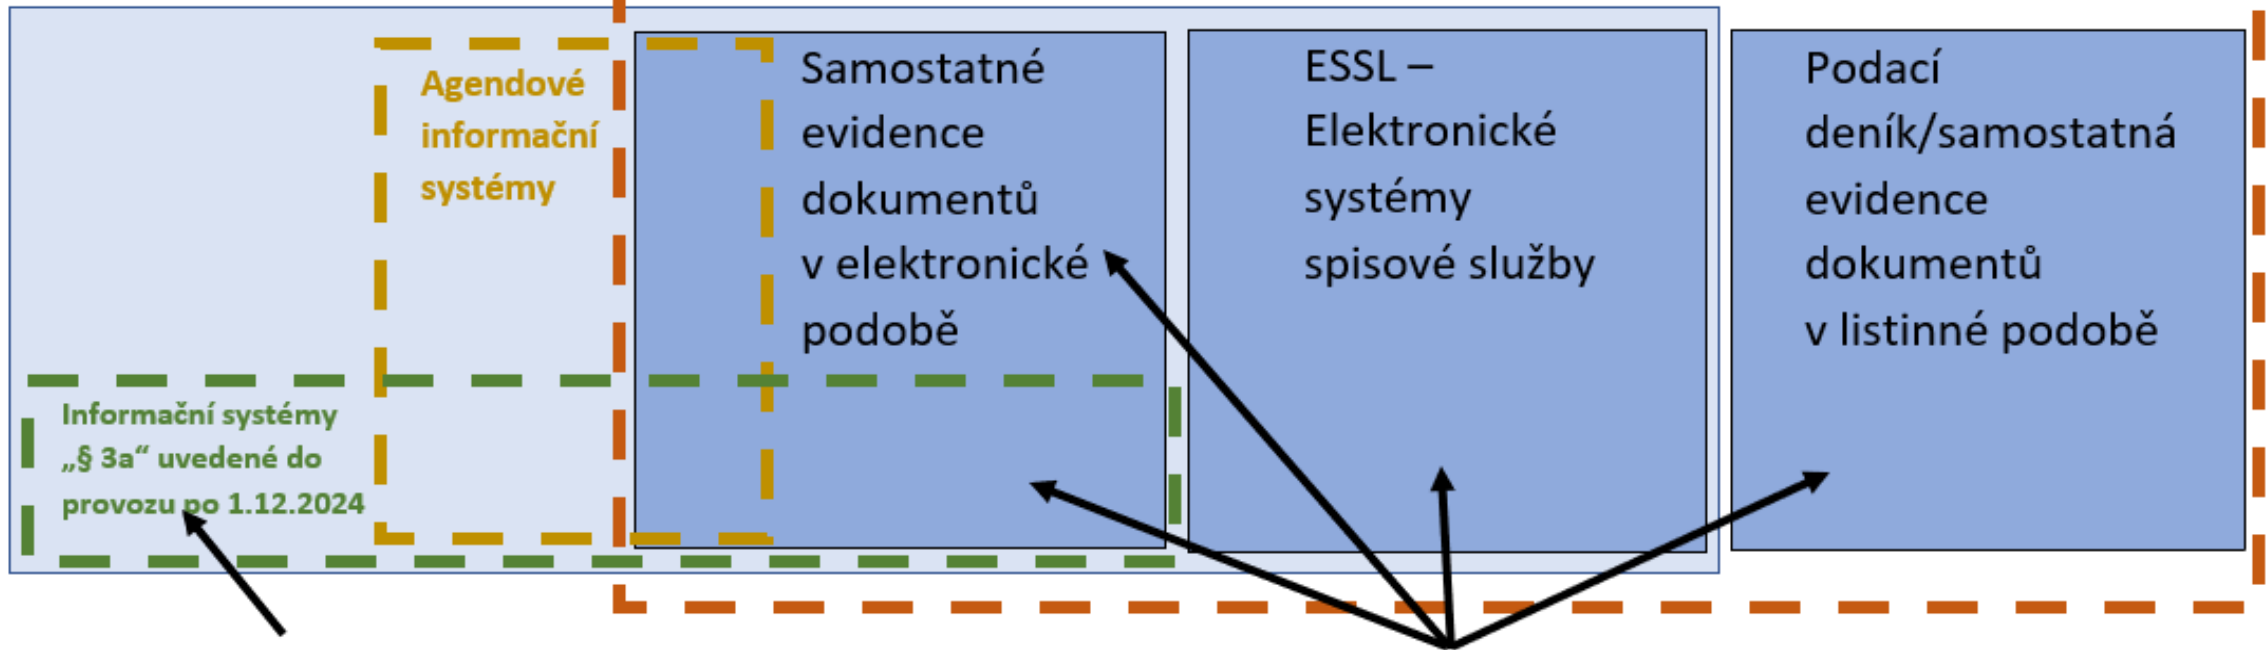 Agendové
informační
systémy
Informační systémy
„§ 3a“ uvedené do
provozu po 1.12.2024
Samostatné
evidence
dokumentů
v elektronické
podobě
ESSL –
Elektronické
systémy
spisové služby
Podací
deník/samostatná
evidence
dokumentů
v listinné podobě